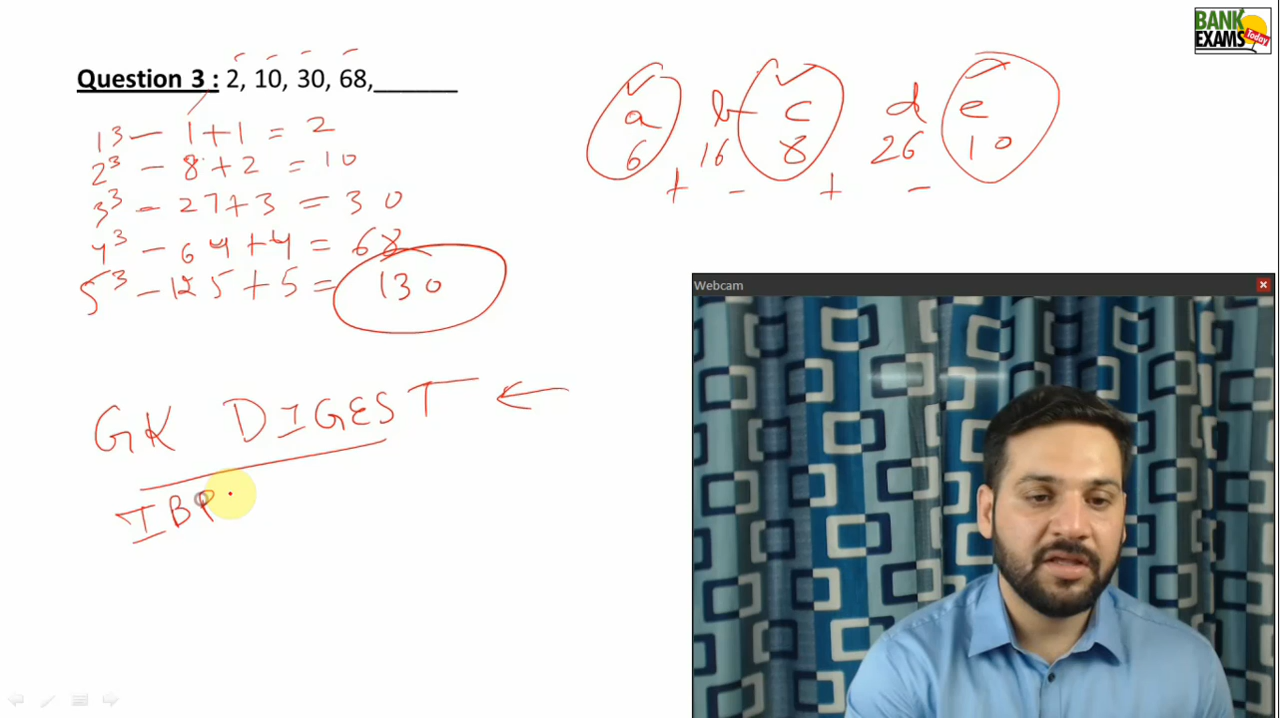 BANK
EXAMS
Today
Question 3 : 2, 10, 30, 68,______
1³ — 1 + 1 = 2
2³ — 8 + 2 = 10
3³ — 27 + 3 = 30
4³ — 64 + 4 = 68
5³ — 125 + 5 = 130
a b c d e
6 16 8 26 10
+ - + -
Webcam
GK DIGEST ←
IBP